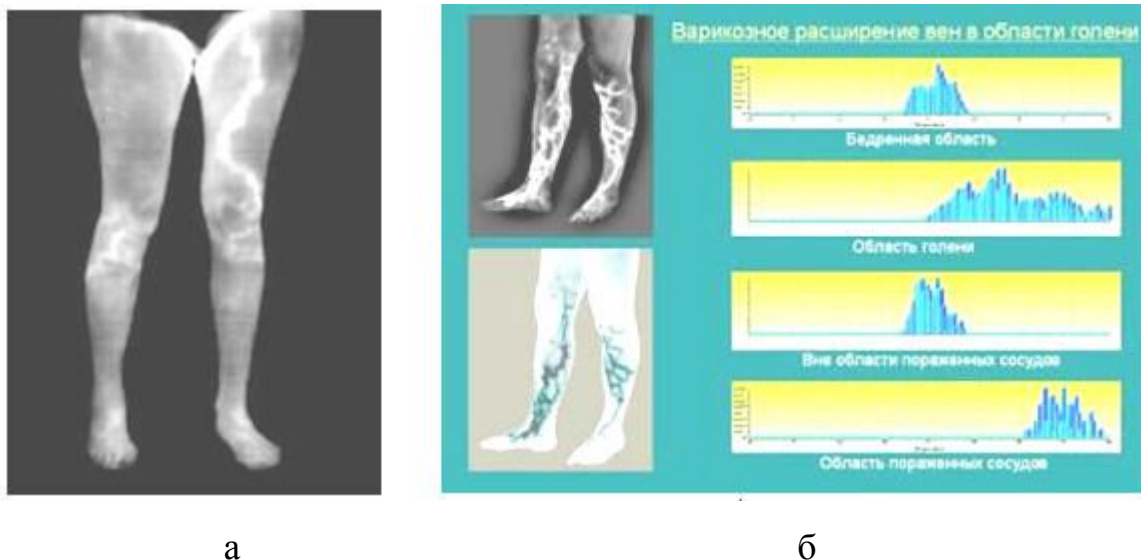 Варикозное расширение вен в области голени
Бедренная область
Область голени
Вне области пораженных сосудов
Область пораженных сосудов
а
б